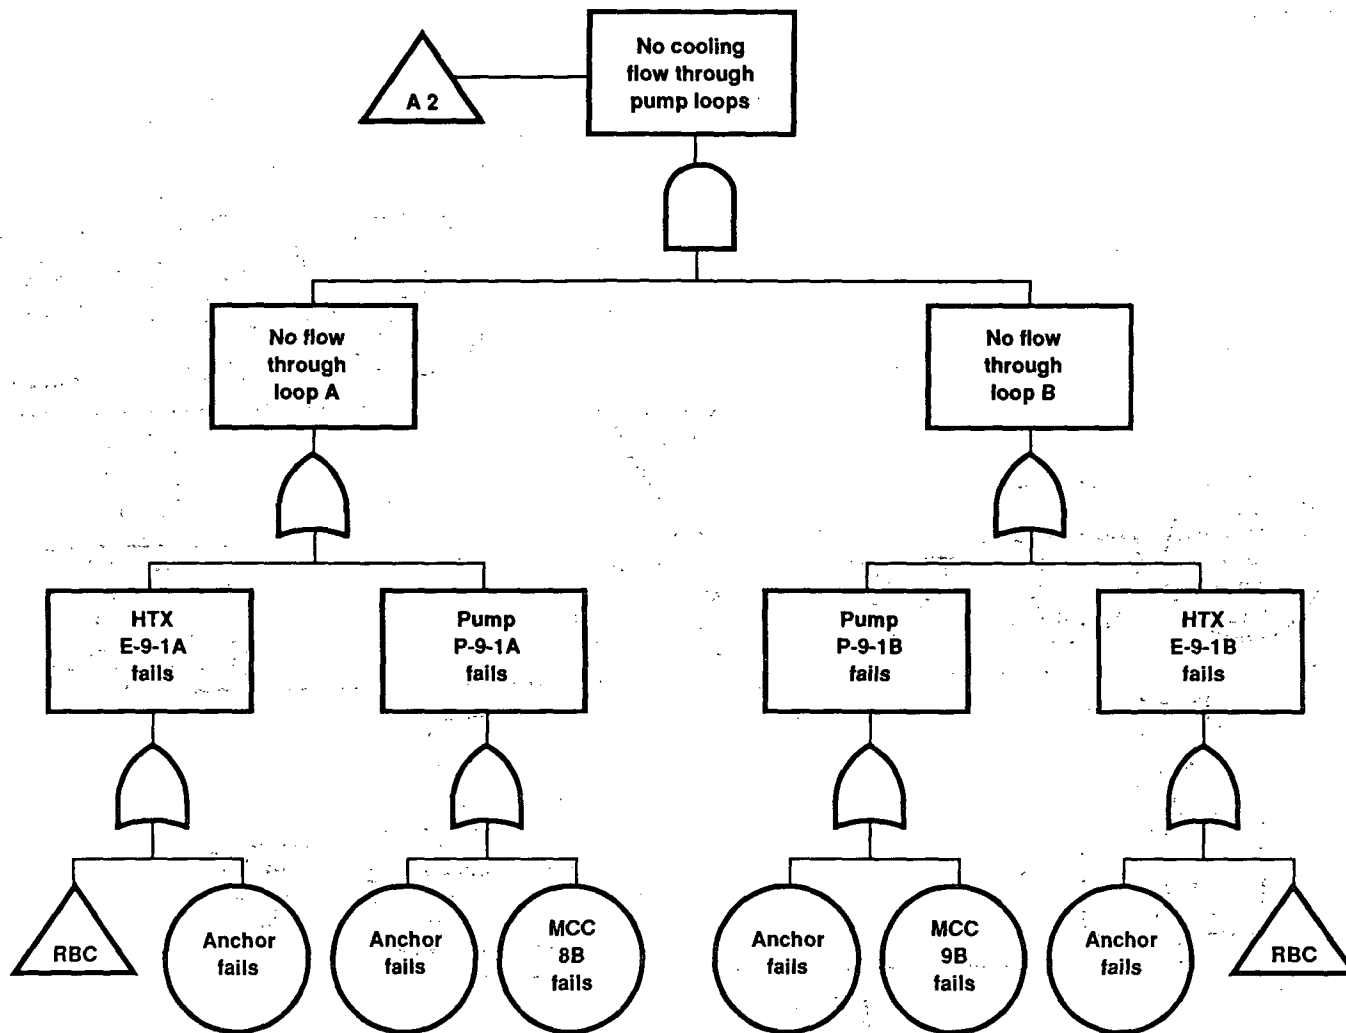 No cooling
flow through
pump loops
A 2
No flow
through
loop A
No flow
through
loop B
HTX
E-9-1A
fails
Pump
P-9-1A
fails
Pump
P-9-1B
fails
HTX
E-9-1B
fails
RBC
Anchor
fails
Anchor
fails
MCC
8B
fails
Anchor
fails
MCC
9B
fails
Anchor
fails
RBC